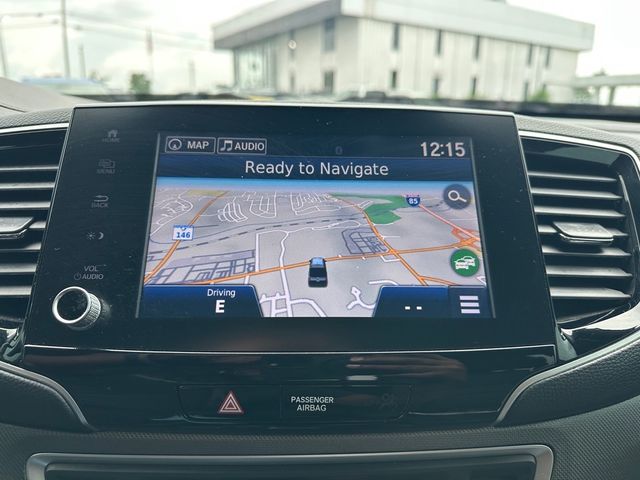 HOME
MAP
AUDIO
12:15
MENU
Ready to Navigate
BACK
85
146
VOL
AUDIO
Driving
E
--
PASSENGER
AIRBAG